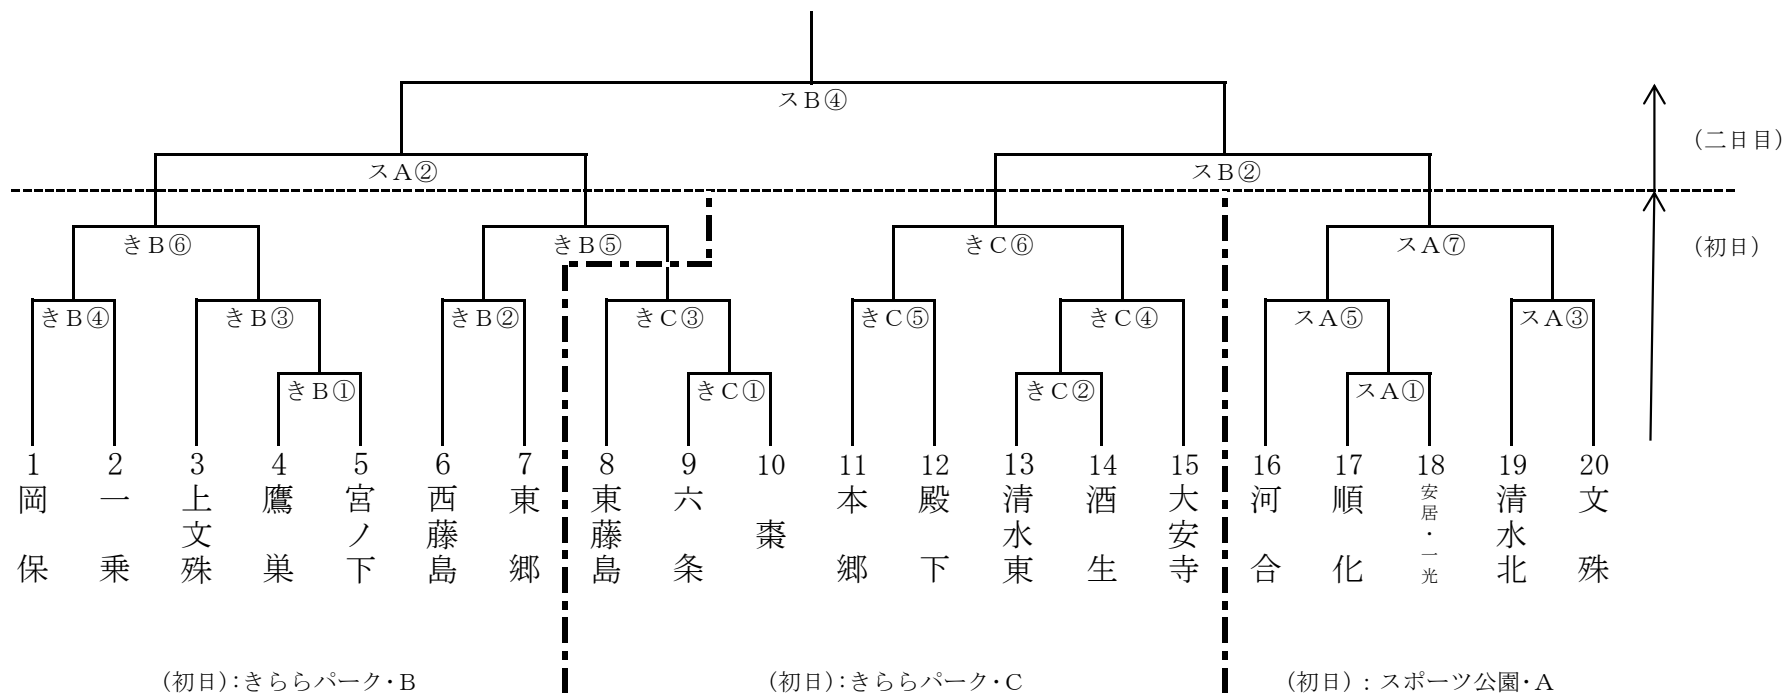 スB④
(二日目)
スA② スB②
きB⑥ きB⑤ きC⑥ スA⑦ (初日)
きB④ きB③ きB② きC③ きC⑤ きC④ スA⑤ スA③
きB① きC① きC② スA①
1 2 3 4 5 6 7 8 9 10 11 12 13 14 15 16 17 18 19 20
岡保
一乗
上文殊
鷹巣
宮ノ下
西藤島
東郷
東藤島
六条
棗
本郷
殿下
清水東
酒生
大安寺
河合
順化
安居・一光
清水北
文殊
(初日):きららパーク・B (初日):きららパーク・C (初日):スポーツ公園・A